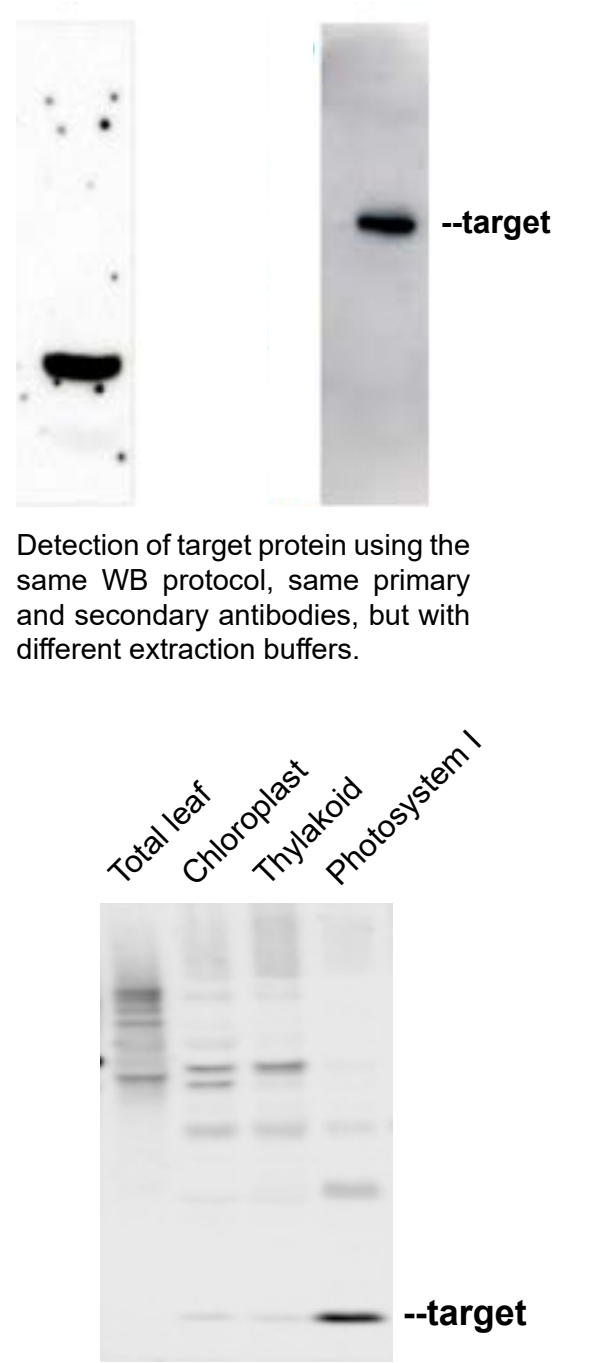 --target
Detection of target protein using the
same WB protocol, same primary
and secondary antibodies, but with
different extraction buffers.
Total leaf
Chloroplast
Thylakoid
Photosystem I
--target